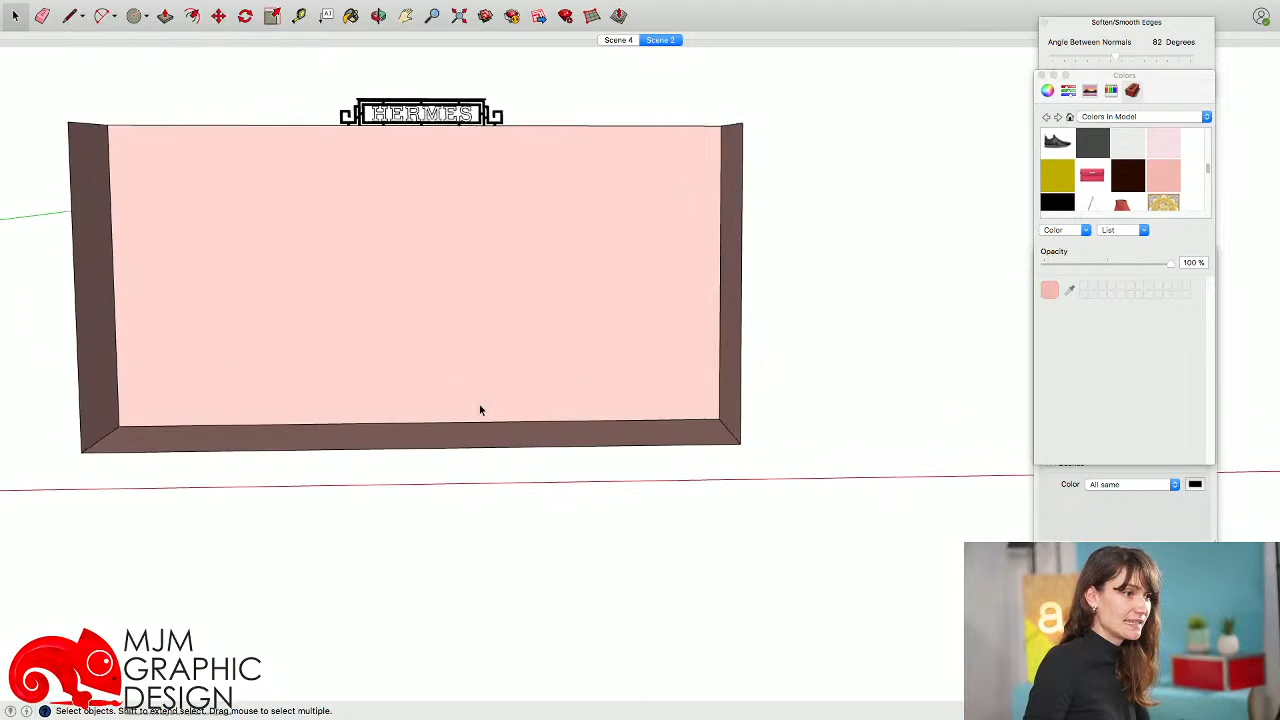 Soften/Smooth Edges
Scene 4
Scene 2
Angle Between Normals 82 Degrees
Colors
Colors In Model
HERMES
Color
List
Opacity
100 %
Color
All same
a
MJM
GRAPHIC
DESIGN
Select objects. Shift to extend select. Drag mouse to select multiple.